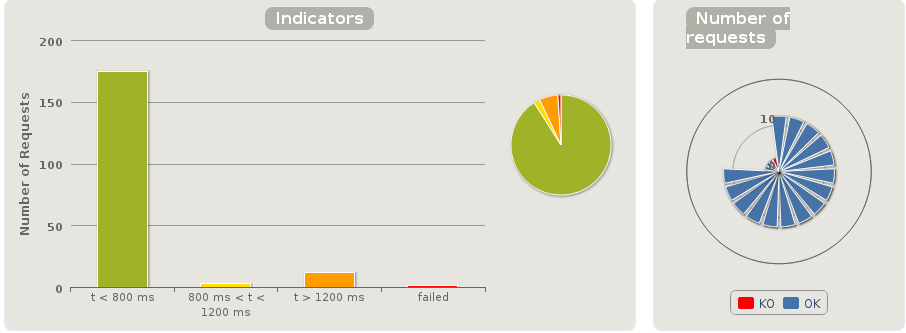 Indicators
200
150
100
50
0
Number of Requests
t < 800 ms
800 ms < t <
1200 ms
t > 1200 ms
failed
Number of
requests
10
KO
OK